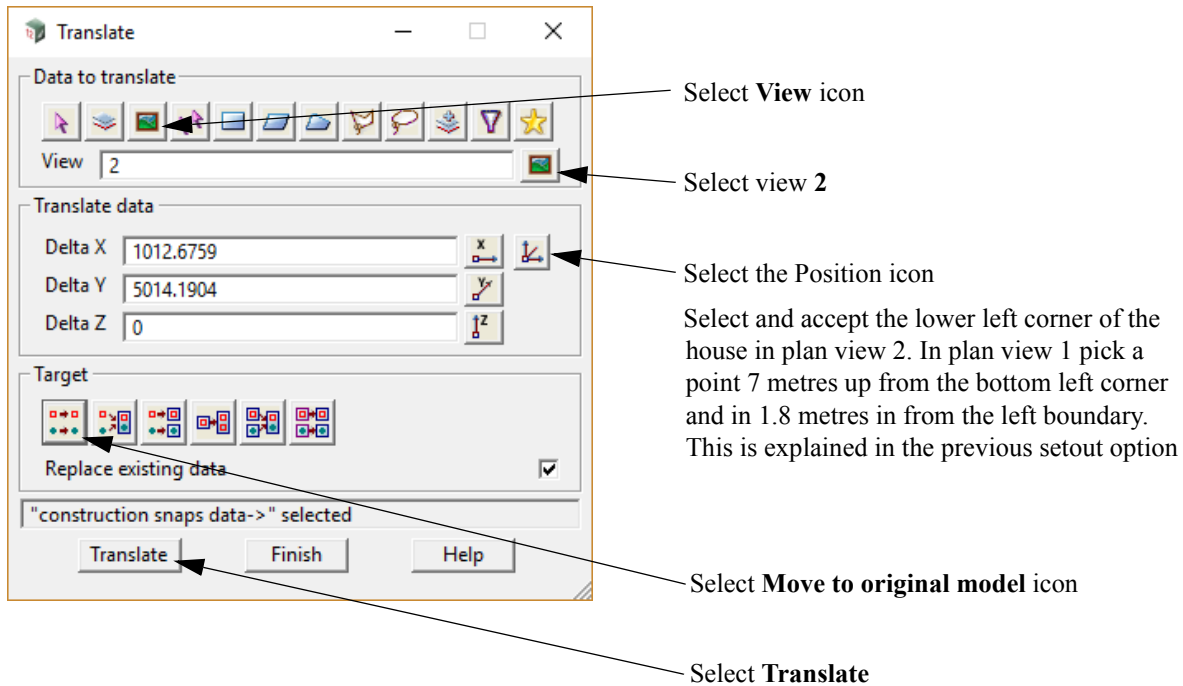 Translate
Data to translate
View 2
Translate data
Delta X 1012.6759 X
Delta Y 5014.1904 Y
Delta Z 0 Z
Target
Replace existing data
"construction snaps data->" selected
Translate Finish Help
Select View icon
Select view 2
Select the Position icon
Select and accept the lower left corner of the
house in plan view 2. In plan view 1 pick a
point 7 metres up from the bottom left corner
and in 1.8 metres in from the left boundary.
This is explained in the previous setout option
Select Move to original model icon
Select Translate